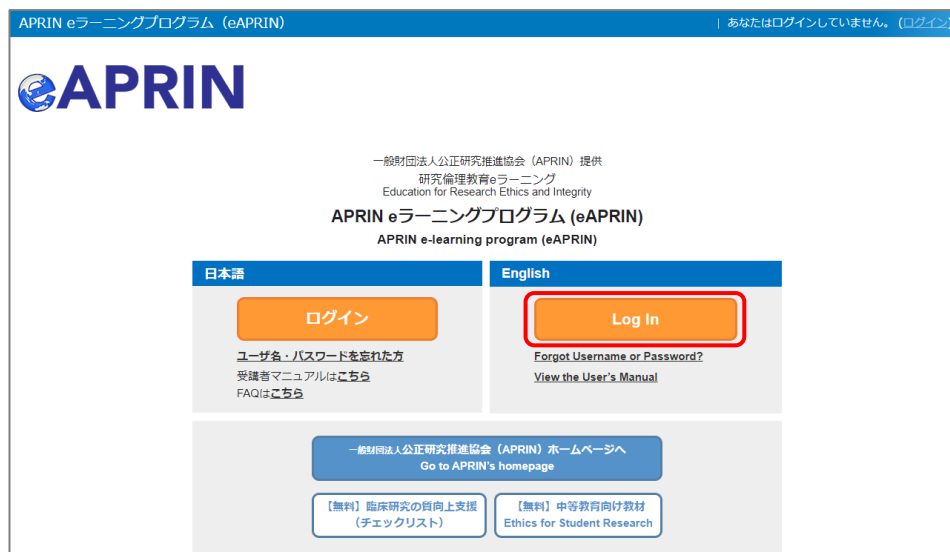 APRIN eラーニングプログラム（eAPRIN）
| あなたはログインしていません。 (ログイン)
eAPRIN
一般財団法人公正研究推進協会（APRIN）提供
研究倫理教育eラーニング
Education for Research Ethics and Integrity
APRIN eラーニングプログラム (eAPRIN)
APRIN e-learning program (eAPRIN)
日本語
ログイン
ユーザ名・パスワードを忘れた方
受講者マニュアルはこちら
FAQはこちら
English
Log In
Forgot Username or Password?
View the User's Manual
一般財団法人公正研究推進協会（APRIN）ホームページへ
Go to APRIN's homepage
【無料】臨床研究の質向上支援
（チェックリスト）
【無料】中等教育向け教材
Ethics for Student Research